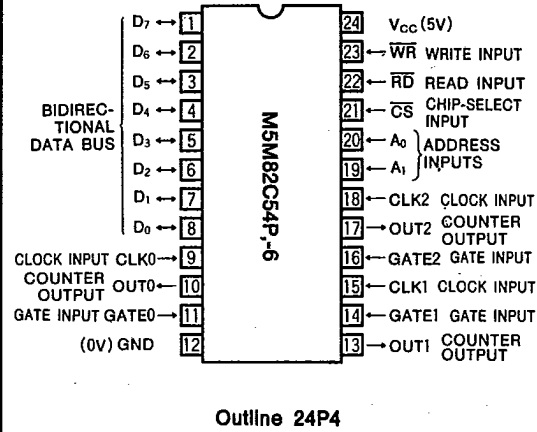 D₇ ↔ 1
D₆ ↔ 2
D₅ ↔ 3
D₄ ↔ 4
D₃ ↔ 5
D₂ ↔ 6
D₁ ↔ 7
D₀ ↔ 8
BIDIREC-
TIONAL
DATA BUS
CLOCK INPUT CLK0→ 9
COUNTER
OUTPUT OUT0← 10
GATE INPUT GATE0→ 11
(0V) GND 12
M5M82C54P,-6
24 V_CC(5V)
23 ← W̅R̅ WRITE INPUT
22 ← R̅D̅ READ INPUT
21 ← C̅S̅ CHIP-SELECT
INPUT
20 ← A₀
19 ← A₁
ADDRESS
INPUTS
18 ← CLK2 CLOCK INPUT
17 → OUT2 COUNTER
OUTPUT
16 ← GATE2 GATE INPUT
15 ← CLK1 CLOCK INPUT
14 ← GATE1 GATE INPUT
13 → OUT1 COUNTER
OUTPUT
Outline 24P4